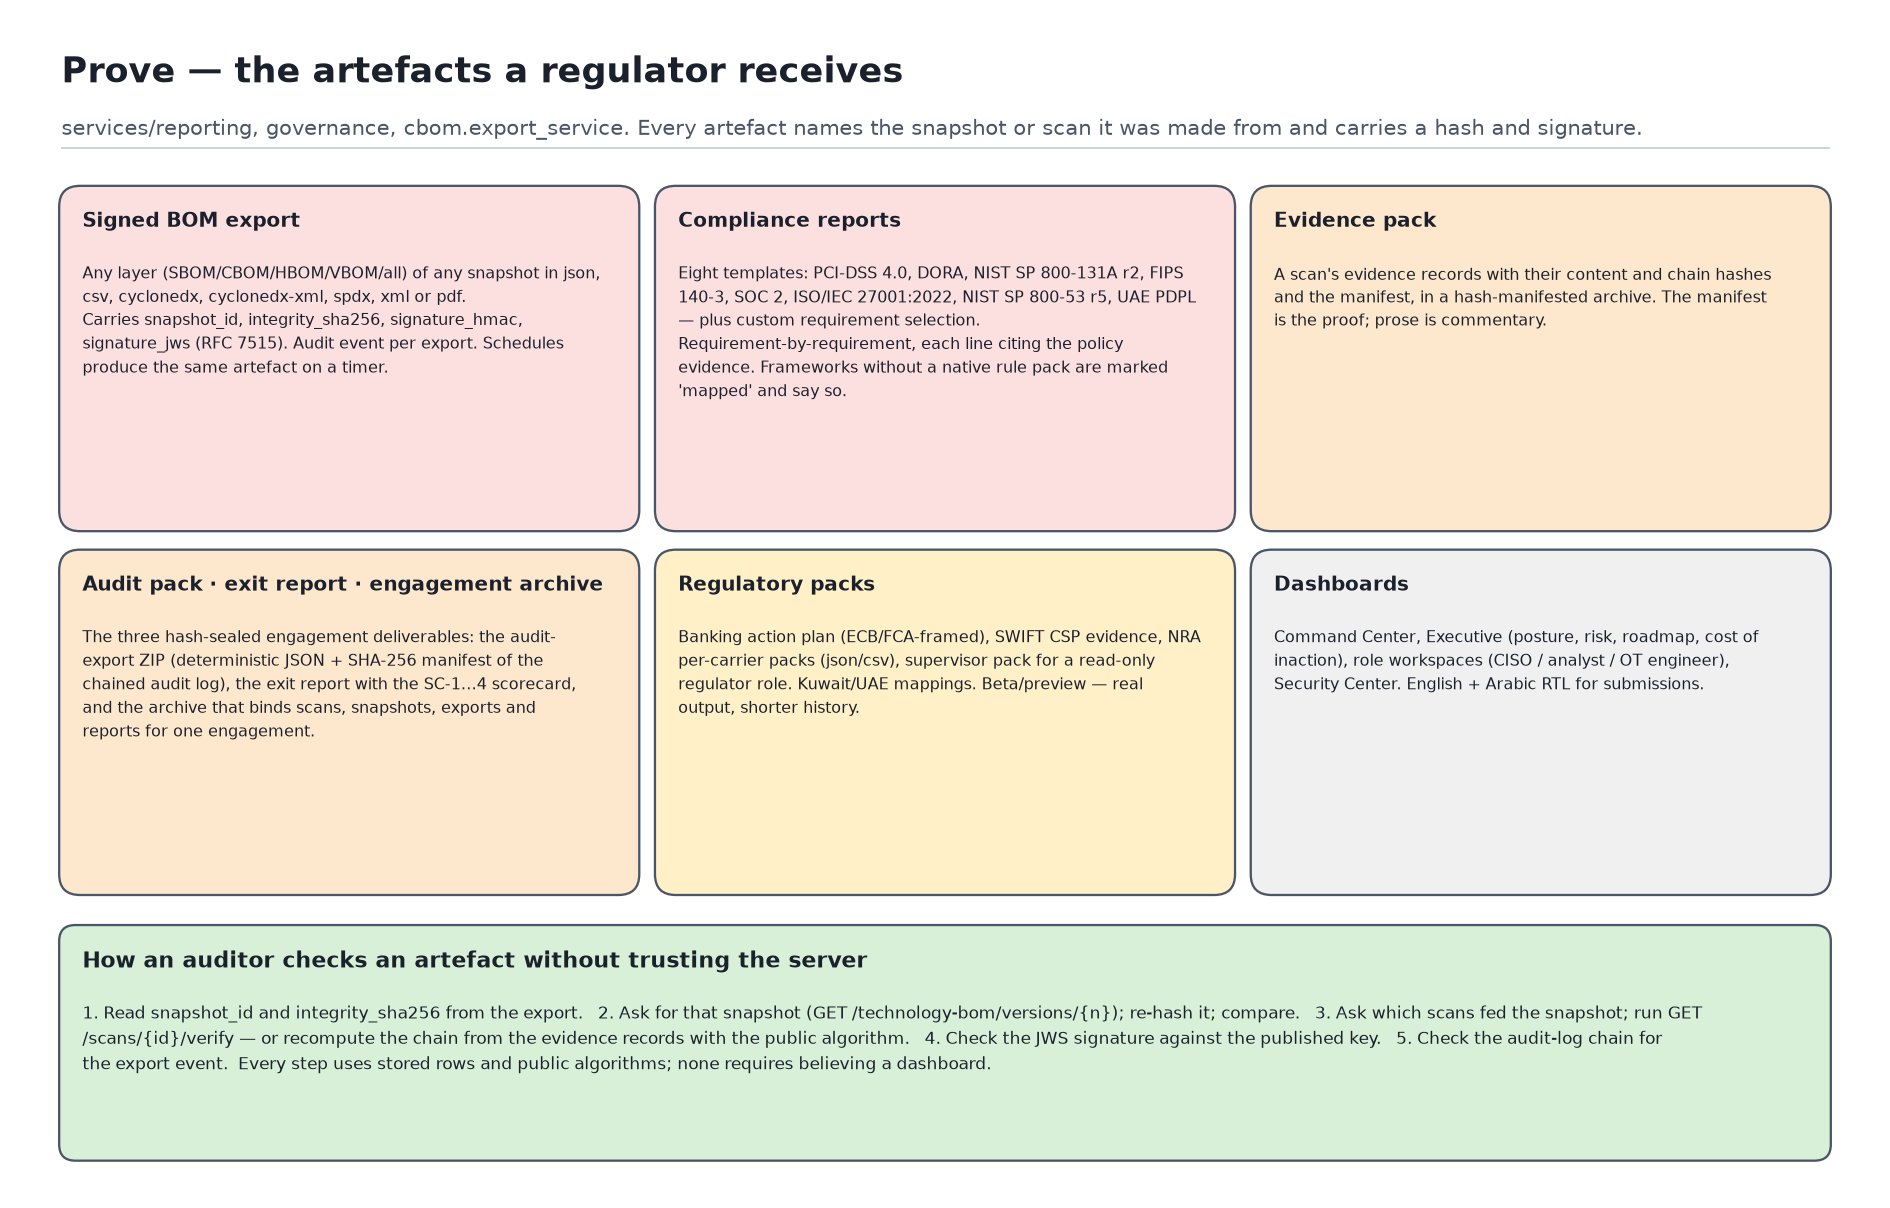 Prove — the artefacts a regulator receives
services/reporting, governance, cbom.export_service. Every artefact names the snapshot or scan it was made from and carries a hash and signature.
Signed BOM export
Any layer (SBOM/CBOM/HBOM/VBOM/all) of any snapshot in json,
csv, cyclonedx, cyclonedx-xml, spdx, xml or pdf.
Carries snapshot_id, integrity_sha256, signature_hmac,
signature_jws (RFC 7515). Audit event per export. Schedules
produce the same artefact on a timer.
Compliance reports
Eight templates: PCI-DSS 4.0, DORA, NIST SP 800-131A r2, FIPS
140-3, SOC 2, ISO/IEC 27001:2022, NIST SP 800-53 r5, UAE PDPL
— plus custom requirement selection.
Requirement-by-requirement, each line citing the policy
evidence. Frameworks without a native rule pack are marked
'mapped' and say so.
Evidence pack
A scan's evidence records with their content and chain hashes
and the manifest, in a hash-manifested archive. The manifest
is the proof; prose is commentary.
Audit pack · exit report · engagement archive
The three hash-sealed engagement deliverables: the audit-
export ZIP (deterministic JSON + SHA-256 manifest of the
chained audit log), the exit report with the SC-1…4 scorecard,
and the archive that binds scans, snapshots, exports and
reports for one engagement.
Regulatory packs
Banking action plan (ECB/FCA-framed), SWIFT CSP evidence, NRA
per-carrier packs (json/csv), supervisor pack for a read-only
regulator role. Kuwait/UAE mappings. Beta/preview — real
output, shorter history.
Dashboards
Command Center, Executive (posture, risk, roadmap, cost of
inaction), role workspaces (CISO / analyst / OT engineer),
Security Center. English + Arabic RTL for submissions.
How an auditor checks an artefact without trusting the server
1. Read snapshot_id and integrity_sha256 from the export.   2. Ask for that snapshot (GET /technology-bom/versions/{n}); re-hash it; compare.   3. Ask which scans fed the snapshot; run GET
/scans/{id}/verify — or recompute the chain from the evidence records with the public algorithm.   4. Check the JWS signature against the published key.   5. Check the audit-log chain for
the export event.  Every step uses stored rows and public algorithms; none requires believing a dashboard.